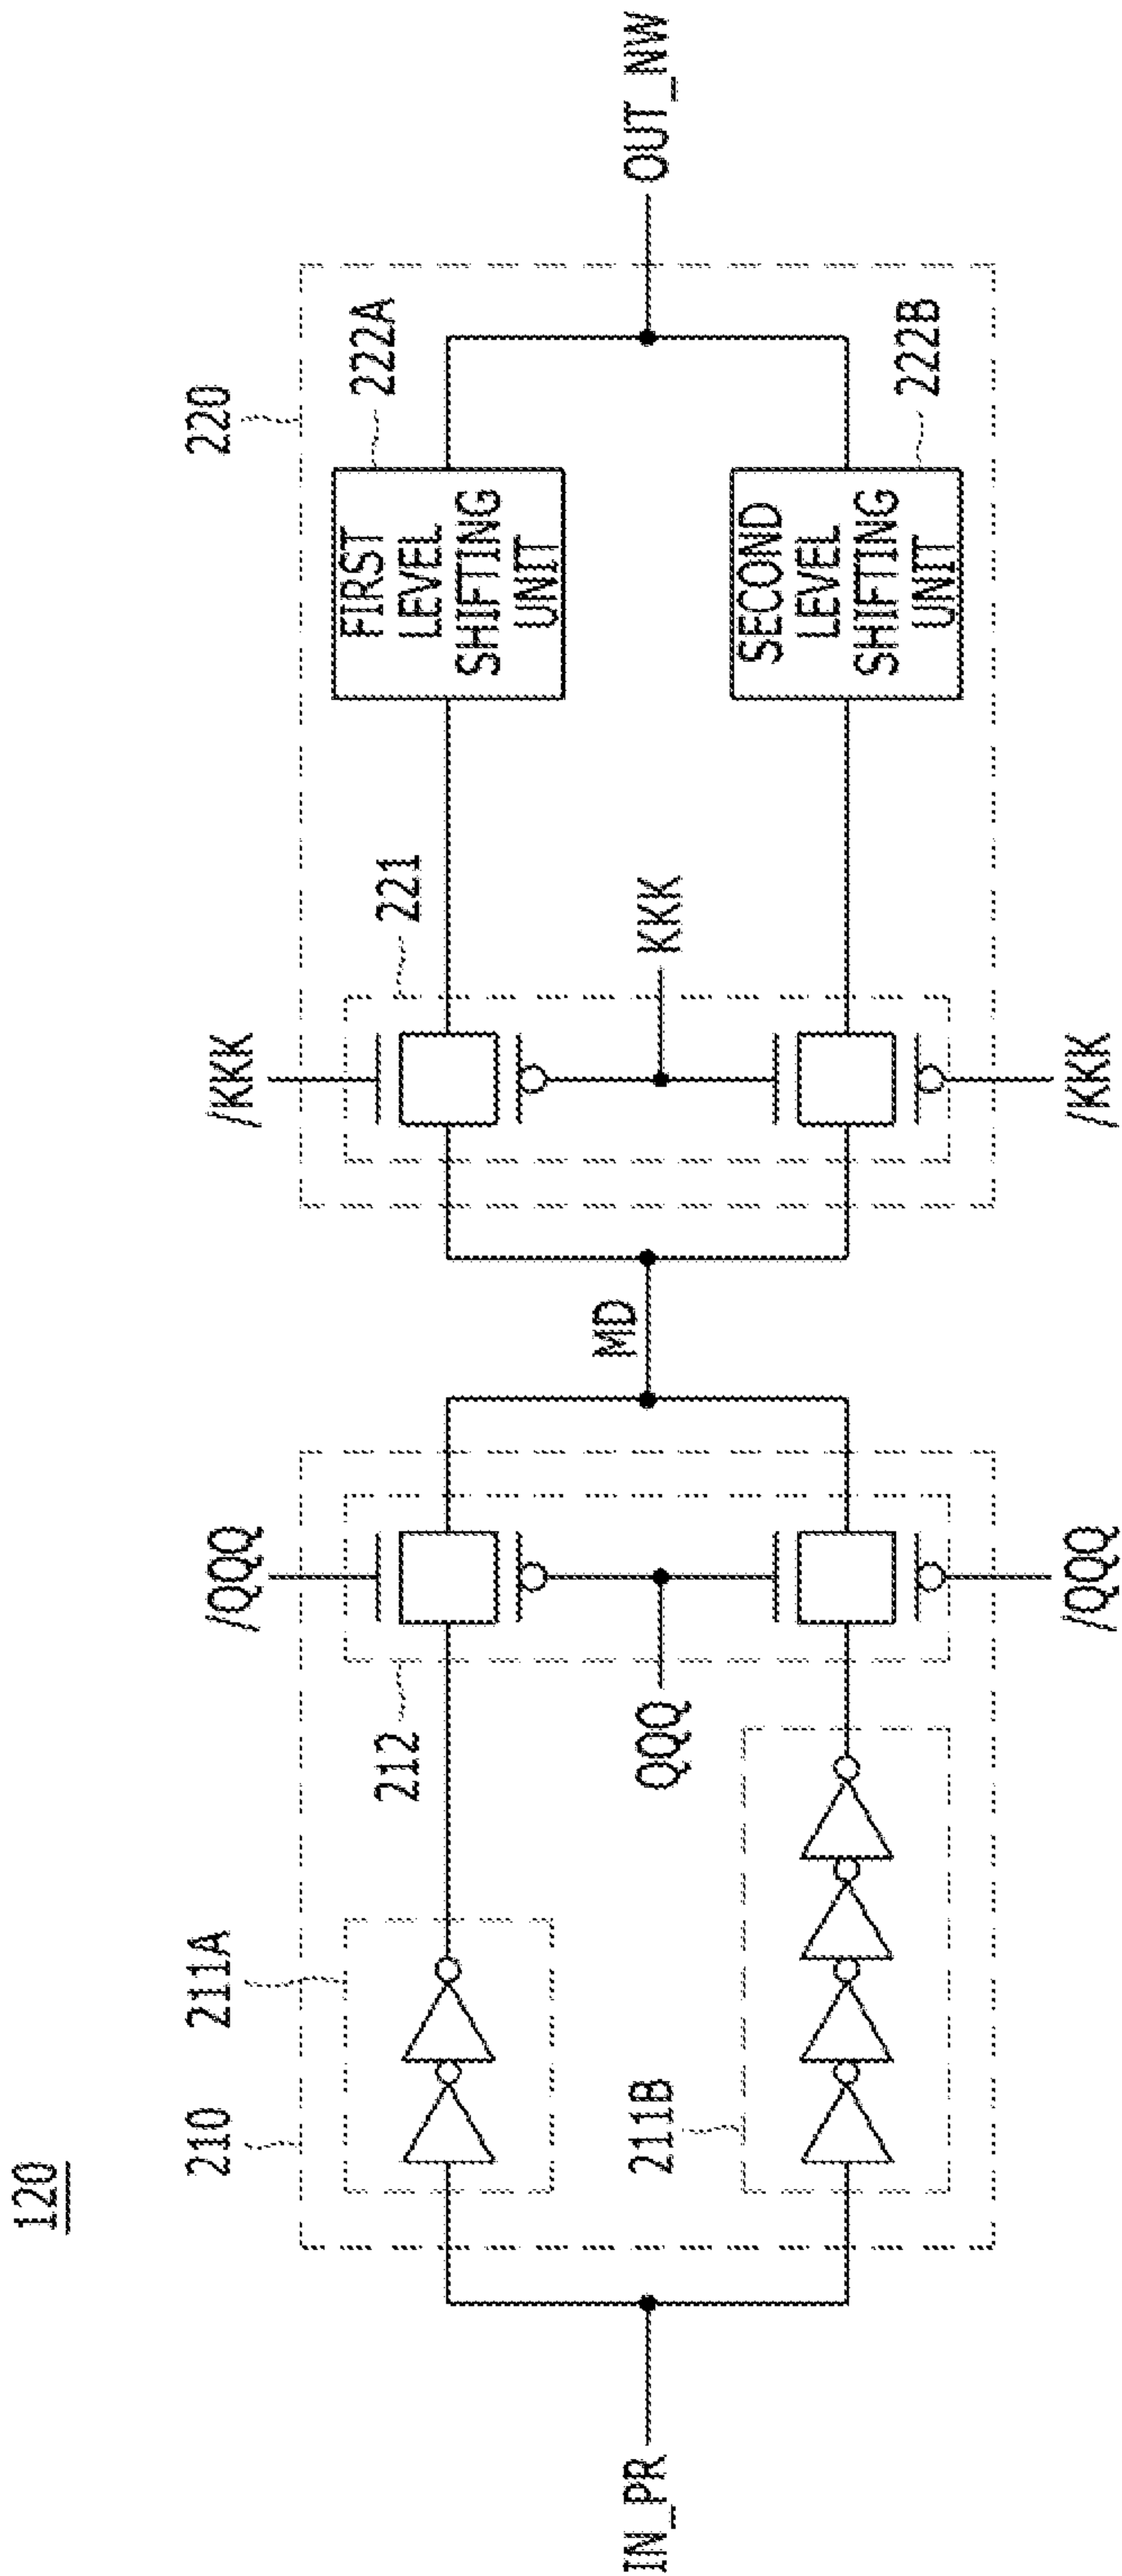 120
210
211A
220
222A
/QQQ
/KKK
221
212
FIRST
LEVEL
SHIFTING
UNIT
IN_PR
MD
OUT_NW
QQQ
KKK
211B
SECOND
LEVEL
SHIFTING
UNIT
222B
/QQQ
/KKK